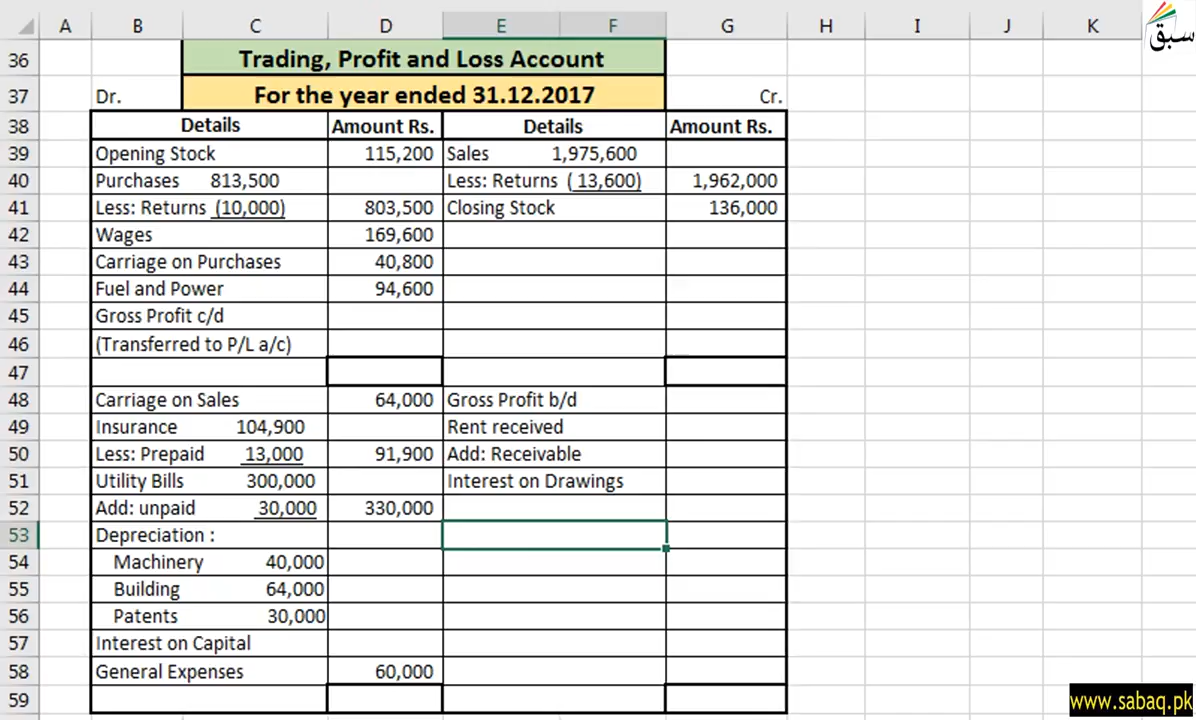 A B C D E F G H I J K
سبق
36 Trading, Profit and Loss Account
37 Dr. For the year ended 31.12.2017 Cr.
38 Details Amount Rs. Details Amount Rs.
39 Opening Stock 115,200 Sales 1,975,600
40 Purchases 813,500 Less: Returns ( 13,600) 1,962,000
41 Less: Returns (10,000) 803,500 Closing Stock 136,000
42 Wages 169,600
43 Carriage on Purchases 40,800
44 Fuel and Power 94,600
45 Gross Profit c/d
46 (Transferred to P/L a/c)
47
48 Carriage on Sales 64,000 Gross Profit b/d
49 Insurance 104,900 Rent received
50 Less: Prepaid 13,000 91,900 Add: Receivable
51 Utility Bills 300,000 Interest on Drawings
52 Add: unpaid 30,000 330,000
53 Depreciation :
54 Machinery 40,000
55 Building 64,000
56 Patents 30,000
57 Interest on Capital
58 General Expenses 60,000
59
www.sabaq.pk